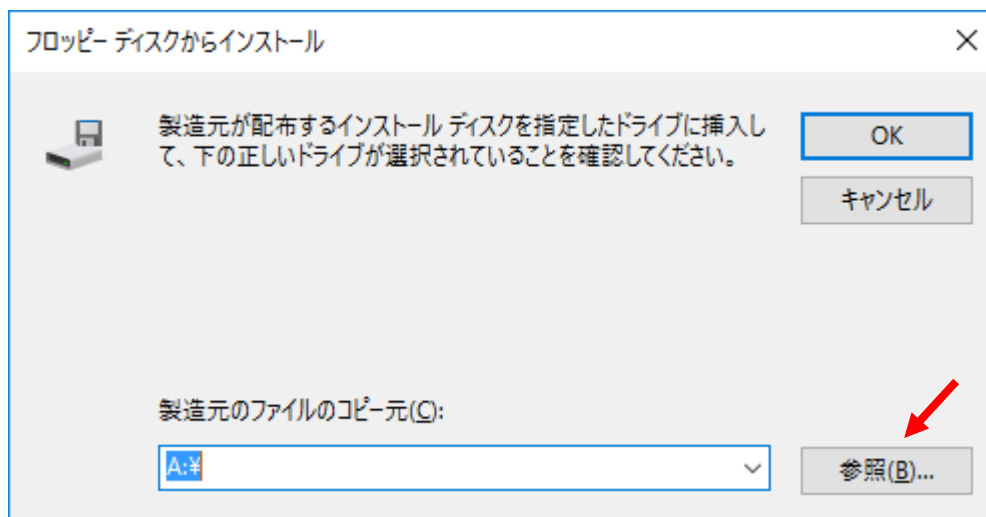 フロッピー ディスクからインストール
製造元が配布するインストール ディスクを指定したドライブに挿入し
て、下の正しいドライブが選択されていることを確認してください。
OK
キャンセル
製造元のファイルのコピー元(C):
A:¥
参照(B)...